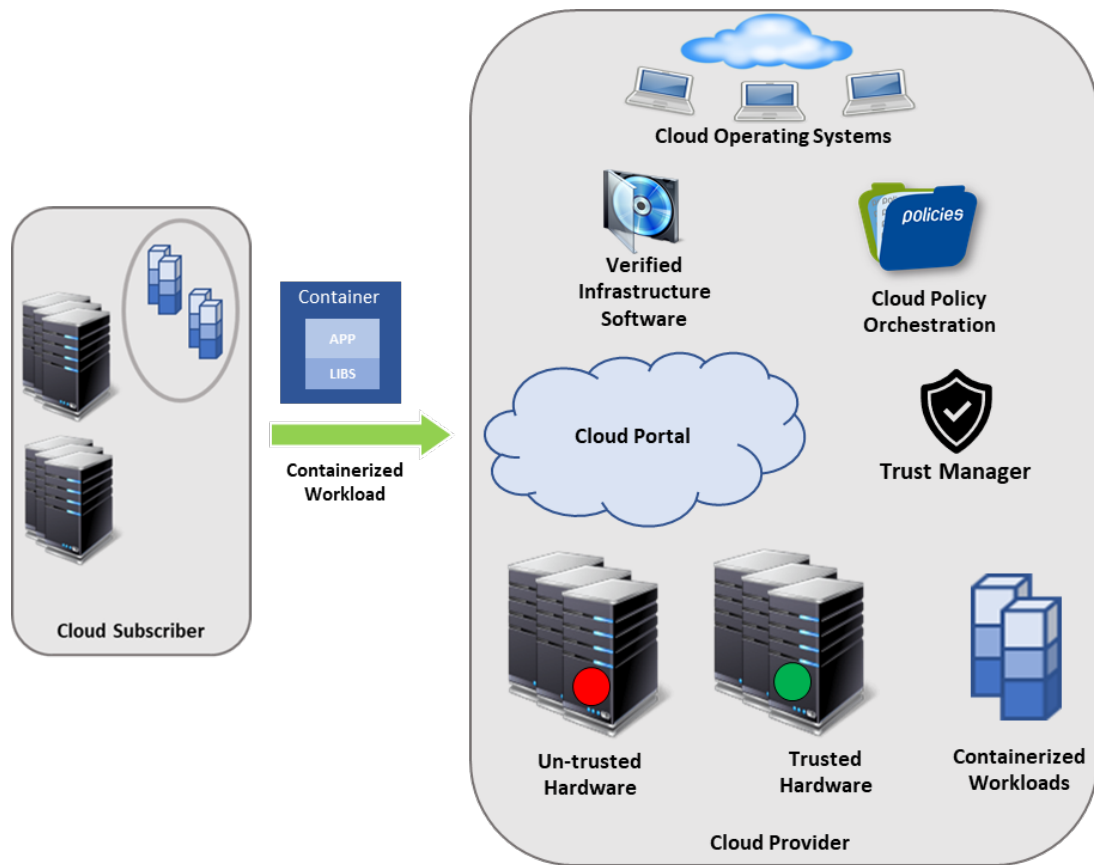 Cloud Operating Systems
policies
Verified
Infrastructure
Software
Cloud Policy
Orchestration
Container
APP
LIBS
Containerized
Workload
Cloud Portal
Trust Manager
Cloud Subscriber
Un-trusted
Hardware
Trusted
Hardware
Containerized
Workloads
Cloud Provider